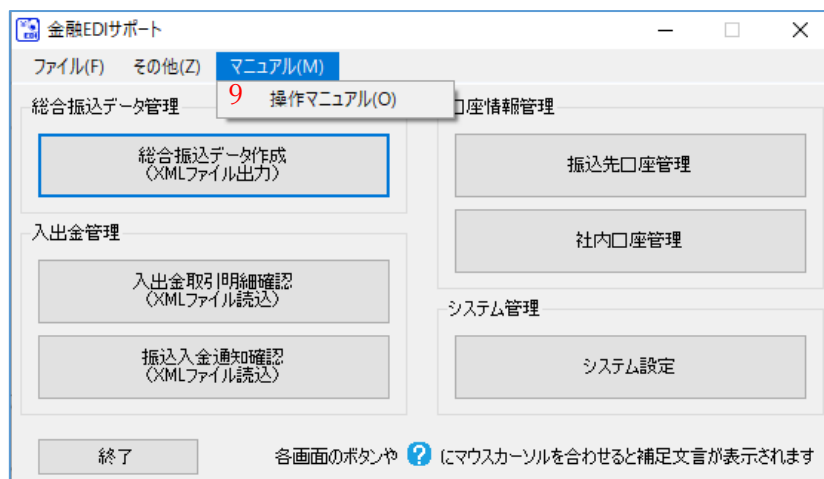 金融EDIサポート
ファイル(F) その他(Z) マニュアル(M)
9 操作マニュアル(O)
総合振込データ管理
総合振込データ作成
(XMLファイル出力)
入出金管理
入出金取引明細確認
(XMLファイル読込)
振込入金通知確認
(XMLファイル読込)
口座情報管理
振込先口座管理
社内口座管理
システム管理
システム設定
終了
各画面のボタンや ? にマウスカーソルを合わせると補足文言が表示されます